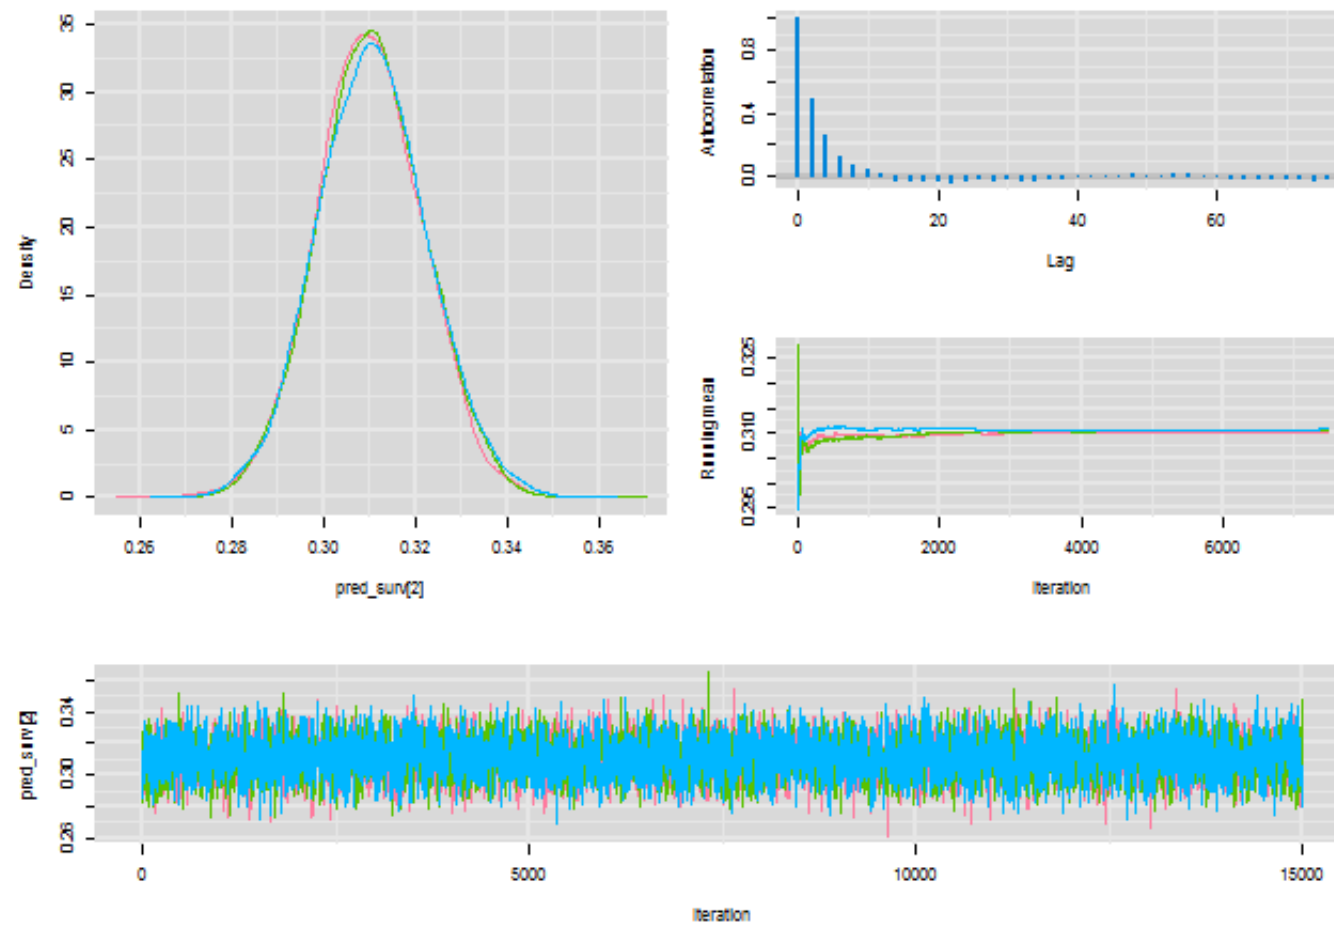 35
30
25
20
15
10
5
0
Density
0.26 0.28 0.30 0.32 0.34 0.36
pred_surv[2]
0.8
0.4
0.0
Autocorrelation
0 20 40 60
Lag
0.325
0.310
0.295
Running mean
0 2000 4000 6000
Iteration
0.34
0.30
0.26
pred_surv[2]
0 5000 10000 15000
Iteration